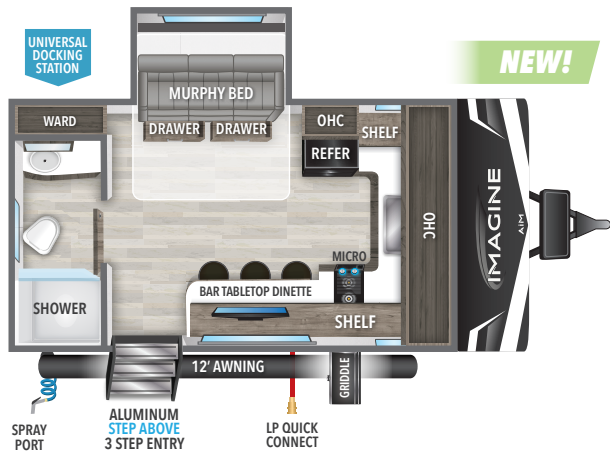 UNIVERSAL
DOCKING
STATION
NEW!
MURPHY BED
WARD
DRAWER
DRAWER
OHC
SHELF
REFER
OHC
IMAGINE
AIM
MICRO
BAR TABLETOP DINETTE
SHOWER
SHELF
12' AWNING
GRIDDLE
SPRAY
PORT
ALUMINUM
STEP ABOVE
3 STEP ENTRY
LP QUICK
CONNECT